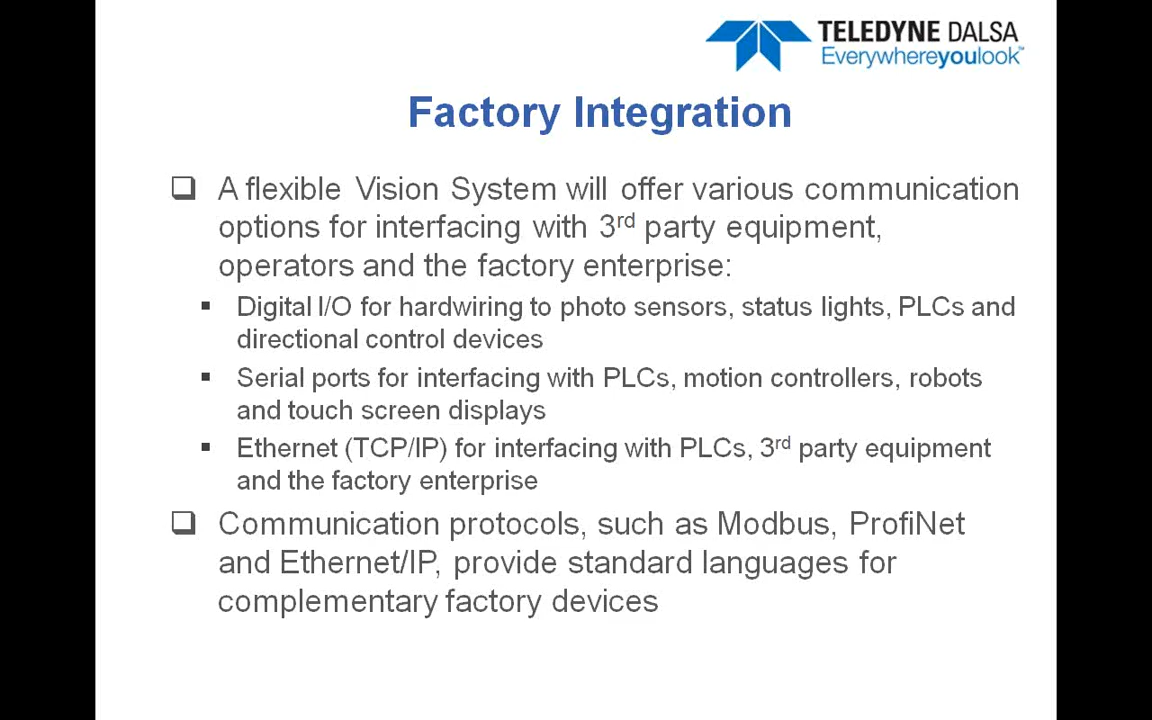 TELEDYNE DALSA
Everywhereyoulook™
Factory Integration
❑ A flexible Vision System will offer various communication
options for interfacing with 3rd party equipment,
operators and the factory enterprise:
▪ Digital I/O for hardwiring to photo sensors, status lights, PLCs and
directional control devices
▪ Serial ports for interfacing with PLCs, motion controllers, robots
and touch screen displays
▪ Ethernet (TCP/IP) for interfacing with PLCs, 3rd party equipment
and the factory enterprise
❑ Communication protocols, such as Modbus, ProfiNet
and Ethernet/IP, provide standard languages for
complementary factory devices